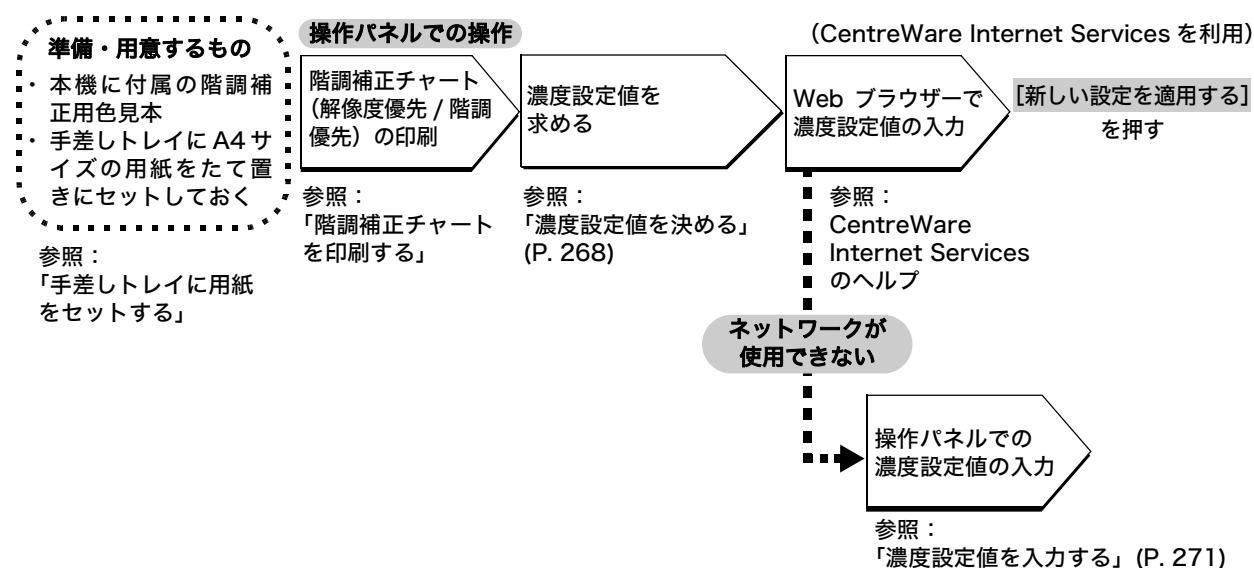 準備・用意するもの
・ 本機に付属の階調補
正用色見本
・ 手差しトレイに A4 サ
イズの用紙をたて置
きにセットしておく
参照：
「手差しトレイに用紙
をセットする」
操作パネルでの操作
階調補正チャート
（解像度優先 / 階調
優先）の印刷
参照：
「階調補正チャート
を印刷する」
濃度設定値を
求める
参照：
「濃度設定値を決める」
(P. 268)
（CentreWare Internet Services を利用）
Web ブラウザーで
濃度設定値の入力
参照：
CentreWare
Internet Services
のヘルプ
[新しい設定を適用する]
を押す
ネットワークが
使用できない
操作パネルでの
濃度設定値の入力
参照：
「濃度設定値を入力する」(P. 271)